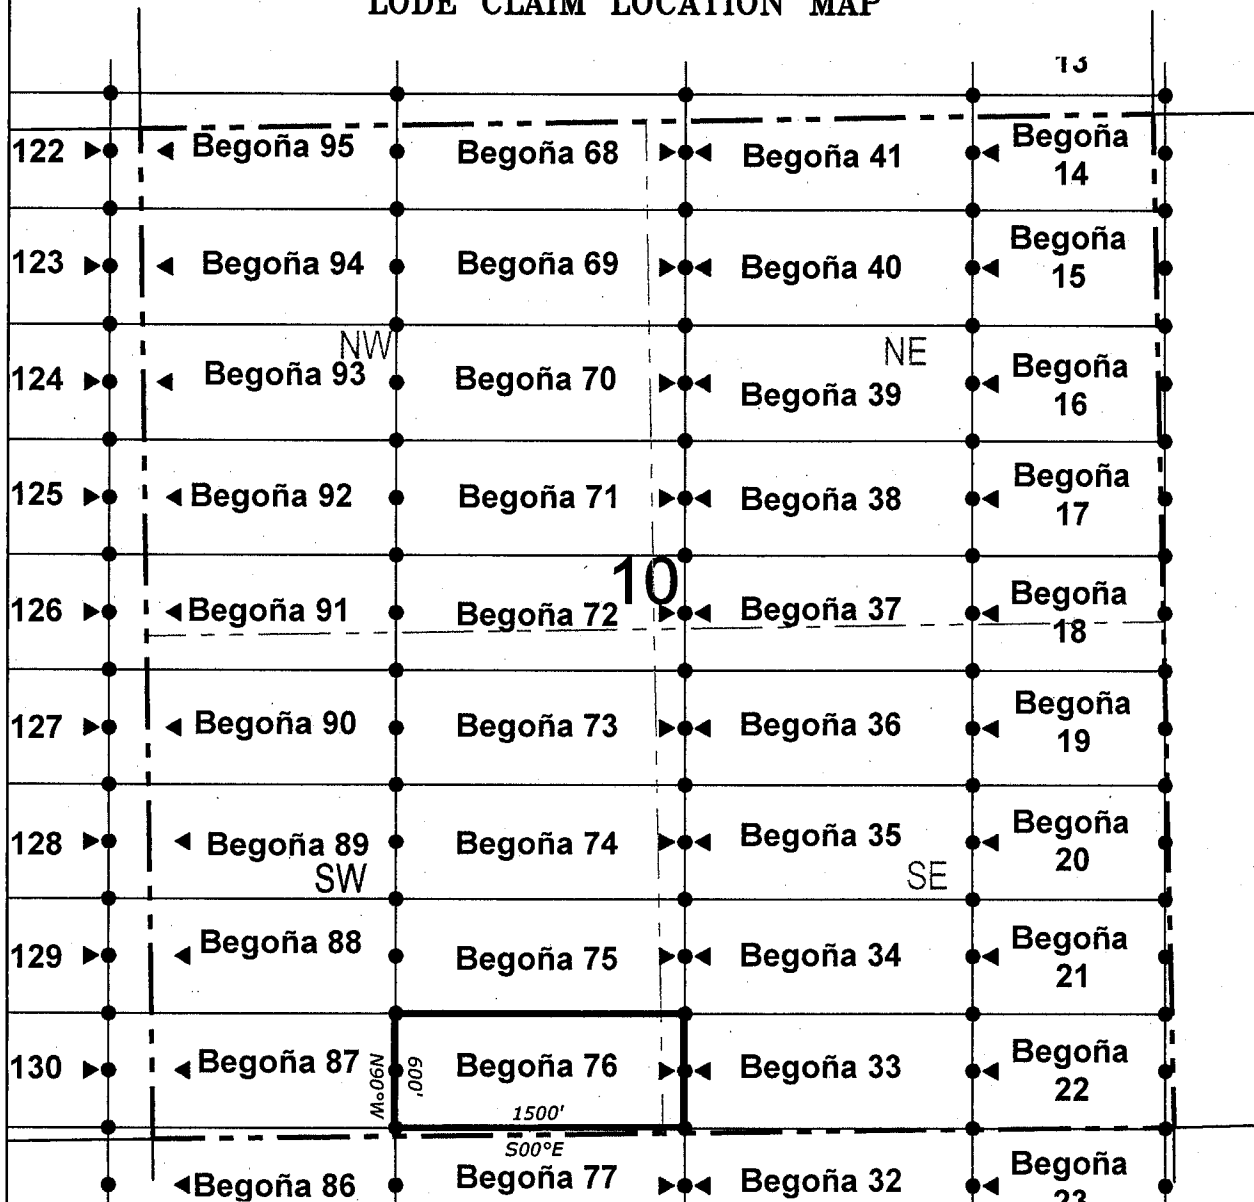 LODE CLAIM LOCATION MAP
13
122 Begoña 95 Begoña 68 Begoña 41 Begoña
14
123 Begoña 94 Begoña 69 Begoña 40 Begoña
15
NW NE
124 Begoña 93 Begoña 70 Begoña 39 Begoña
16
125 Begoña 92 Begoña 71 Begoña 38 Begoña
17
10
126 Begoña 91 Begoña 72 Begoña 37 Begoña
18
127 Begoña 90 Begoña 73 Begoña 36 Begoña
19
128 Begoña 89 Begoña 74 Begoña 35 Begoña
20
SW SE
129 Begoña 88 Begoña 75 Begoña 34 Begoña
21
130 Begoña 87 N90°W 600' Begoña 76 Begoña 33 Begoña
22
1500'
S00°E
Begoña 86 Begoña 77 Begoña 32 Begoña
23